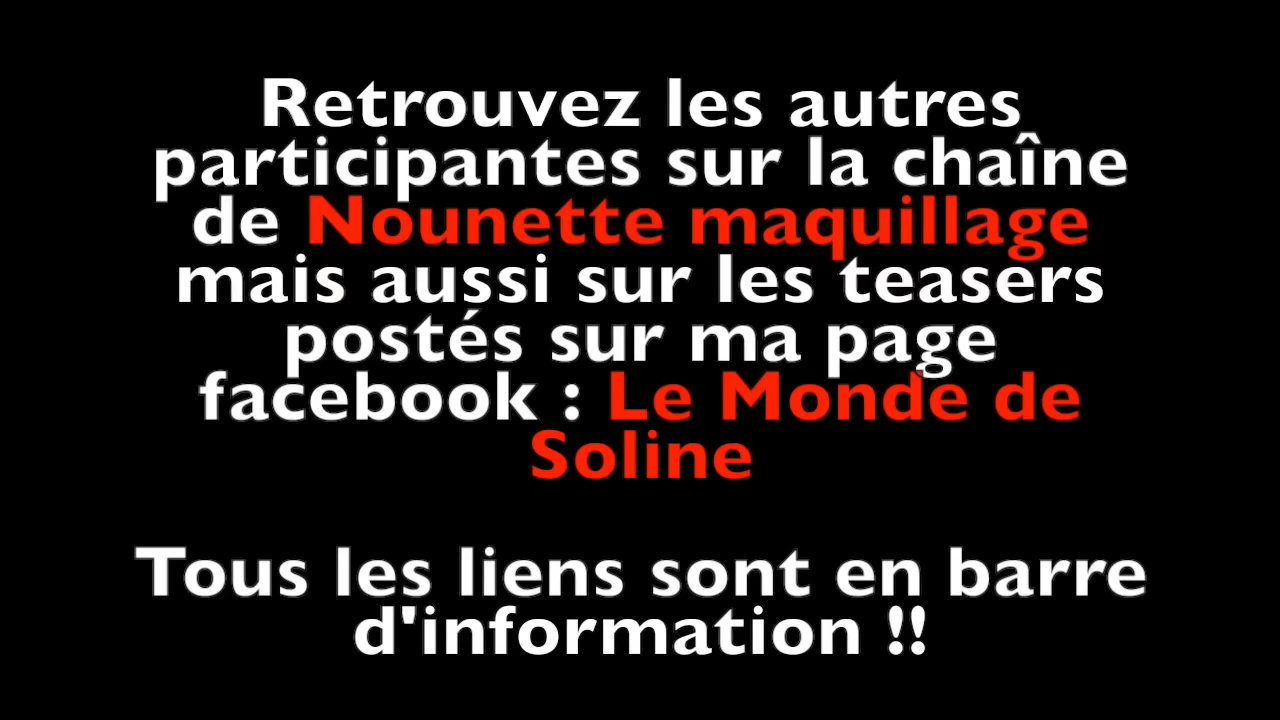 Retrouvez les autres
participantes sur la chaîne
de Nounette maquillage
mais aussi sur les teasers
postés sur ma page
facebook : Le Monde de
Soline
Tous les liens sont en barre
d'information !!